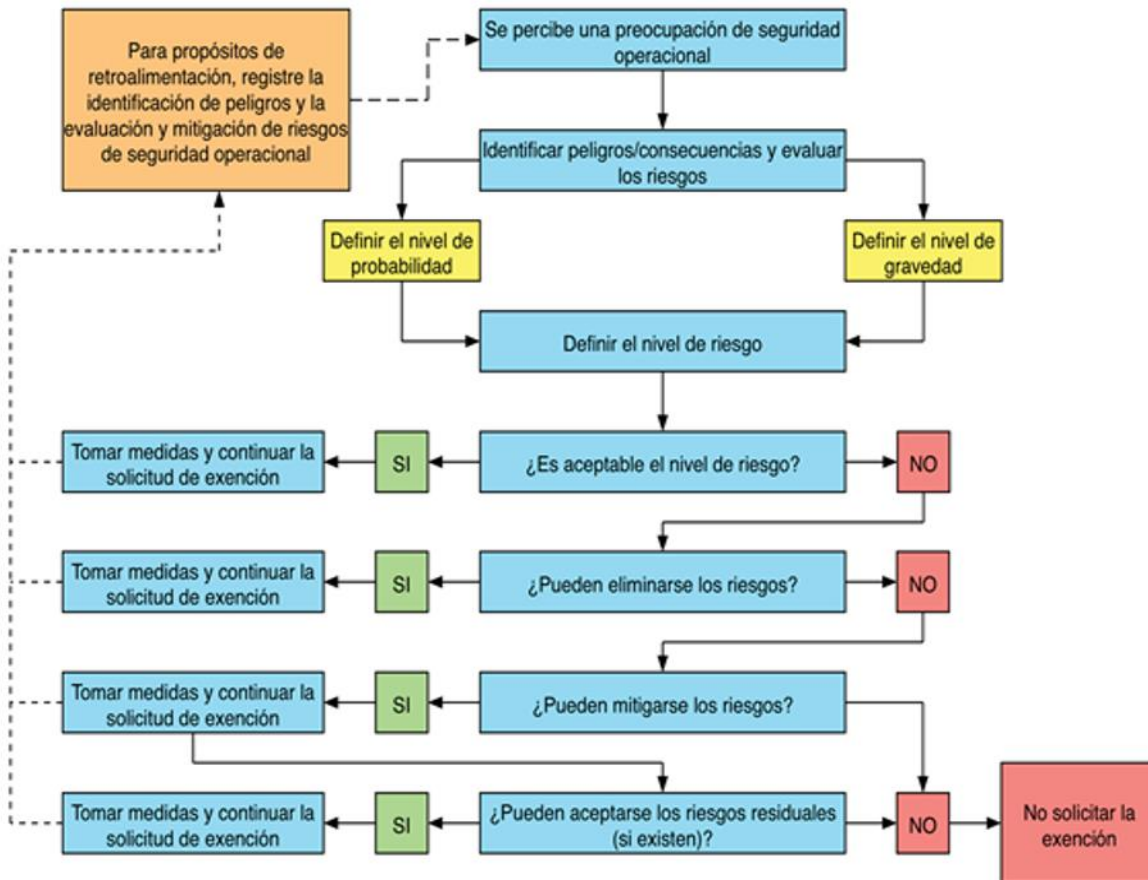 Para propósitos de
retroalimentación, registre la
identificación de peligros y la
evaluación y mitigación de riesgos
de seguridad operacional
Se percibe una preocupación de seguridad
operacional
Identificar peligros/consecuencias y evaluar
los riesgos
Definir el nivel de
probabilidad
Definir el nivel de
gravedad
Definir el nivel de riesgo
Tomar medidas y continuar la
solicitud de exención
SI
¿Es aceptable el nivel de riesgo?
NO
Tomar medidas y continuar la
solicitud de exención
SI
¿Pueden eliminarse los riesgos?
NO
Tomar medidas y continuar la
solicitud de exención
SI
¿Pueden mitigarse los riesgos?
Tomar medidas y continuar la
solicitud de exención
SI
¿Pueden aceptarse los riesgos residuales
(si existen)?
NO
No solicitar la
exención